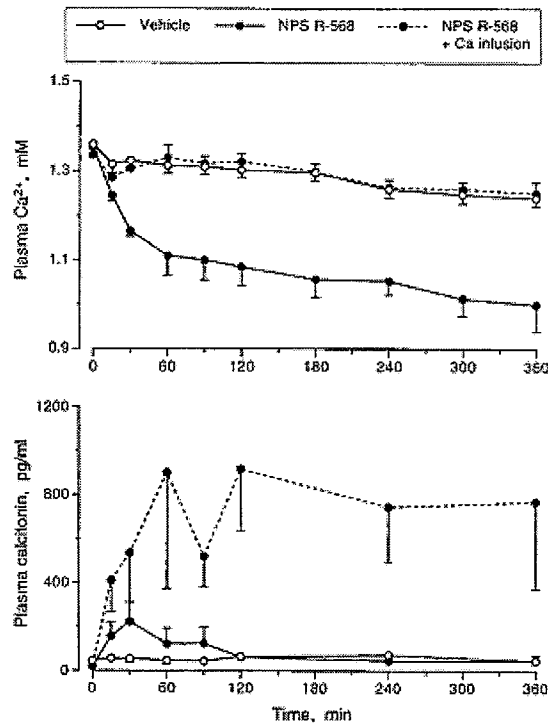 Vehicle NPS R-568 NPS R-568
+ Ca infusion
1.5
1.3
1.1
0.9
Plasma Ca²⁺, mM
0 60 120 180 240 300 360
1200
800
400
0
Plasma calcitonin, pg/ml
0 60 120 180 240 300 360
Time, min